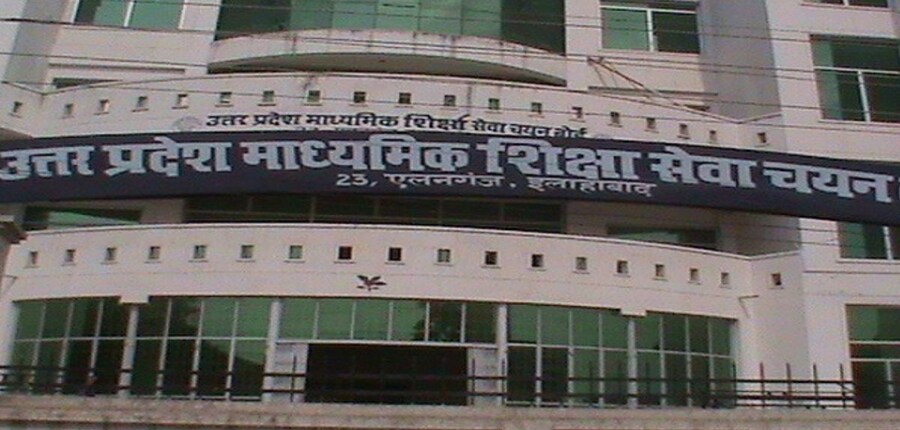 उत्तर प्रदेश माध्यमिक शिक्षा सेवा चयन बोर्ड
उत्तर प्रदेश माध्यमिक शिक्षा सेवा चयन
23, एलनगंज, इलाहाबाद